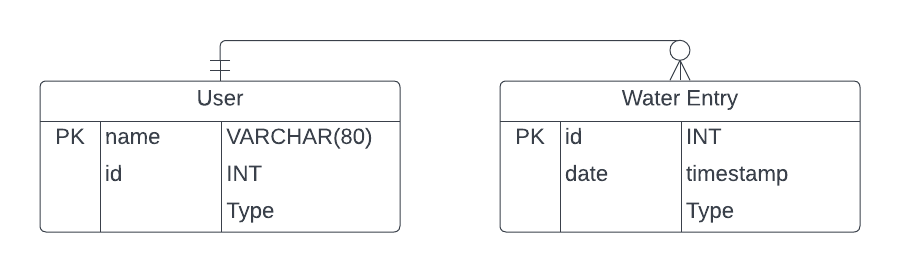 User
PK name VARCHAR(80)
id INT
Type
Water Entry
PK id INT
date timestamp
Type